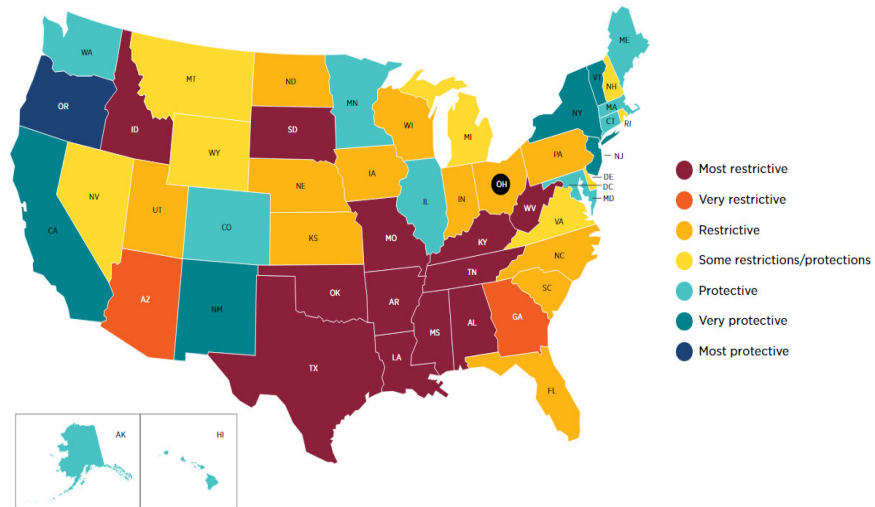 WA
ME
MT
ND
VT
NH
MN
OR
ID
SD
WI
NY
MA
MI
CT
RI
WY
IA
PA
NJ
NE
NV
OH
DE
IL
IN
DC
UT
WV
MD
CO
VA
CA
KS
MO
KY
NC
TN
OK
AZ
NM
AR
SC
MS
AL
GA
LA
TX
FL
AK
HI
Most restrictive
Very restrictive
Restrictive
Some restrictions/protections
Protective
Very protective
Most protective